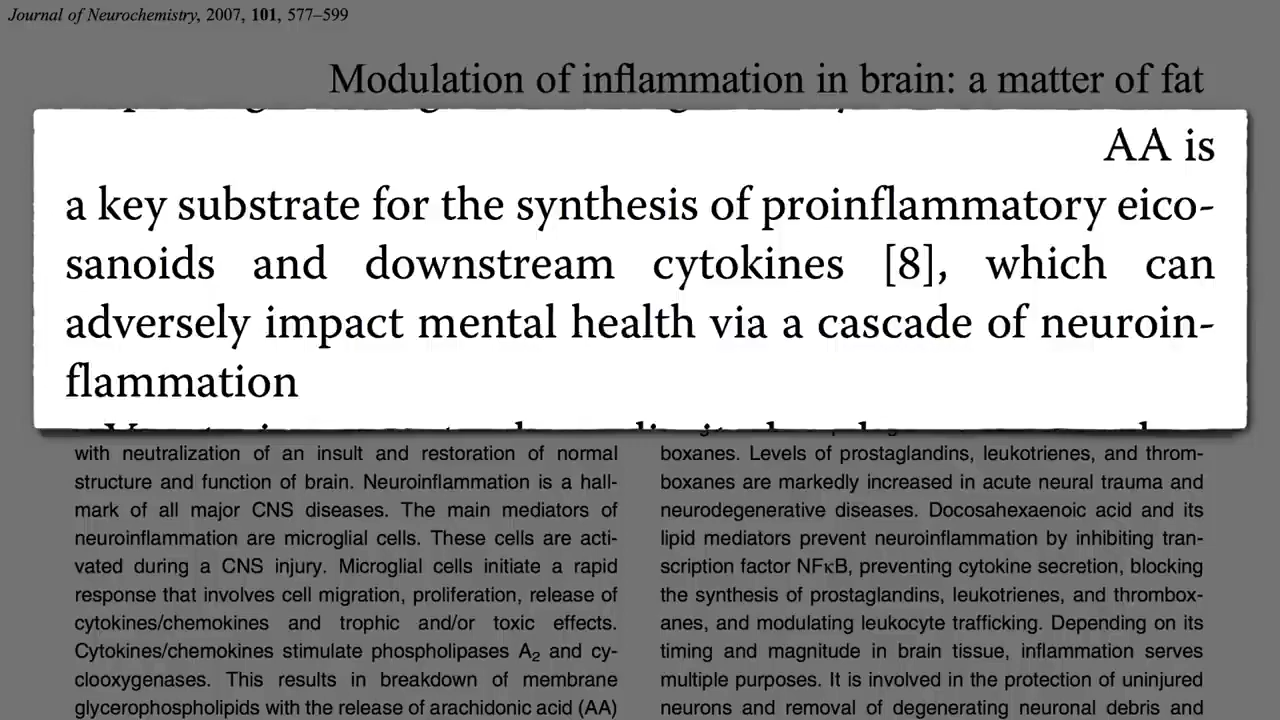 Journal of Neurochemistry, 2007, 101, 577–599
Modulation of inflammation in brain: a matter of fat
AA is
a key substrate for the synthesis of proinflammatory eico-
sanoids and downstream cytokines [8], which can
adversely impact mental health via a cascade of neuroin-
flammation
with neutralization of an insult and restoration of normal
structure and function of brain. Neuroinflammation is a hall-
mark of all major CNS diseases. The main mediators of
neuroinflammation are microglial cells. These cells are acti-
vated during a CNS injury. Microglial cells initiate a rapid
response that involves cell migration, proliferation, release of
cytokines/chemokines and trophic and/or toxic effects.
Cytokines/chemokines stimulate phospholipases A₂ and cy-
clooxygenases. This results in breakdown of membrane
glycerophospholipids with the release of arachidonic acid (AA)
boxanes. Levels of prostaglandins, leukotrienes, and throm-
boxanes are markedly increased in acute neural trauma and
neurodegenerative diseases. Docosahexaenoic acid and its
lipid mediators prevent neuroinflammation by inhibiting tran-
scription factor NFκB, preventing cytokine secretion, blocking
the synthesis of prostaglandins, leukotrienes, and thrombox-
anes, and modulating leukocyte trafficking. Depending on its
timing and magnitude in brain tissue, inflammation serves
multiple purposes. It is involved in the protection of uninjured
neurons and removal of degenerating neuronal debris and